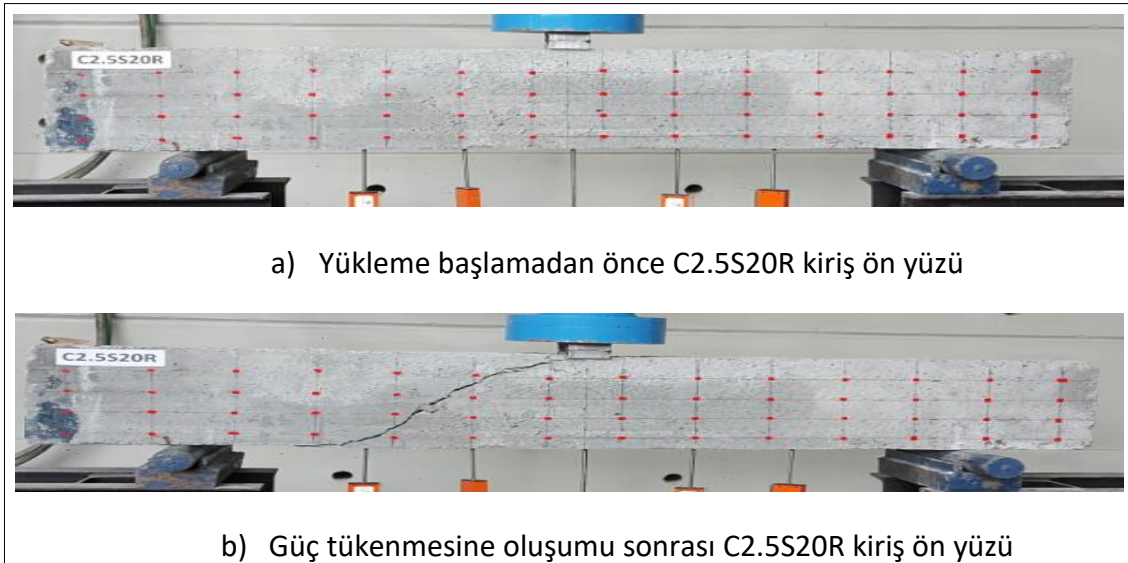 C2.5S20R
a) Yükleme başlamadan önce C2.5S20R kiriş ön yüzü
C2.5S20R
b) Güç tükenmesine oluşumu sonrası C2.5S20R kiriş ön yüzü